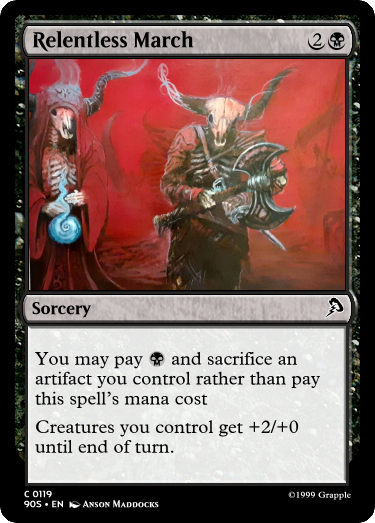 Relentless March 2
Sorcery
You may pay and sacrifice an
artifact you control rather than pay
this spell's mana cost
Creatures you control get +2/+0
until end of turn.
C 0119
90S • EN Anson Maddocks
©1999 Grapple